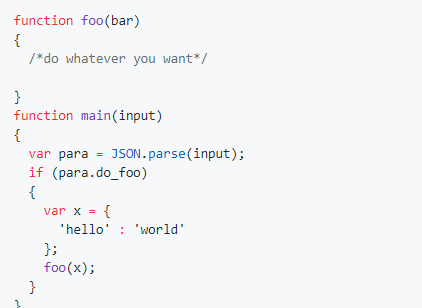 function foo(bar)
{
  /*do whatever you want*/

}
function main(input)
{
  var para = JSON.parse(input);
  if (para.do_foo)
  {
    var x = {
      'hello' : 'world'
    };
    foo(x);
  }
}